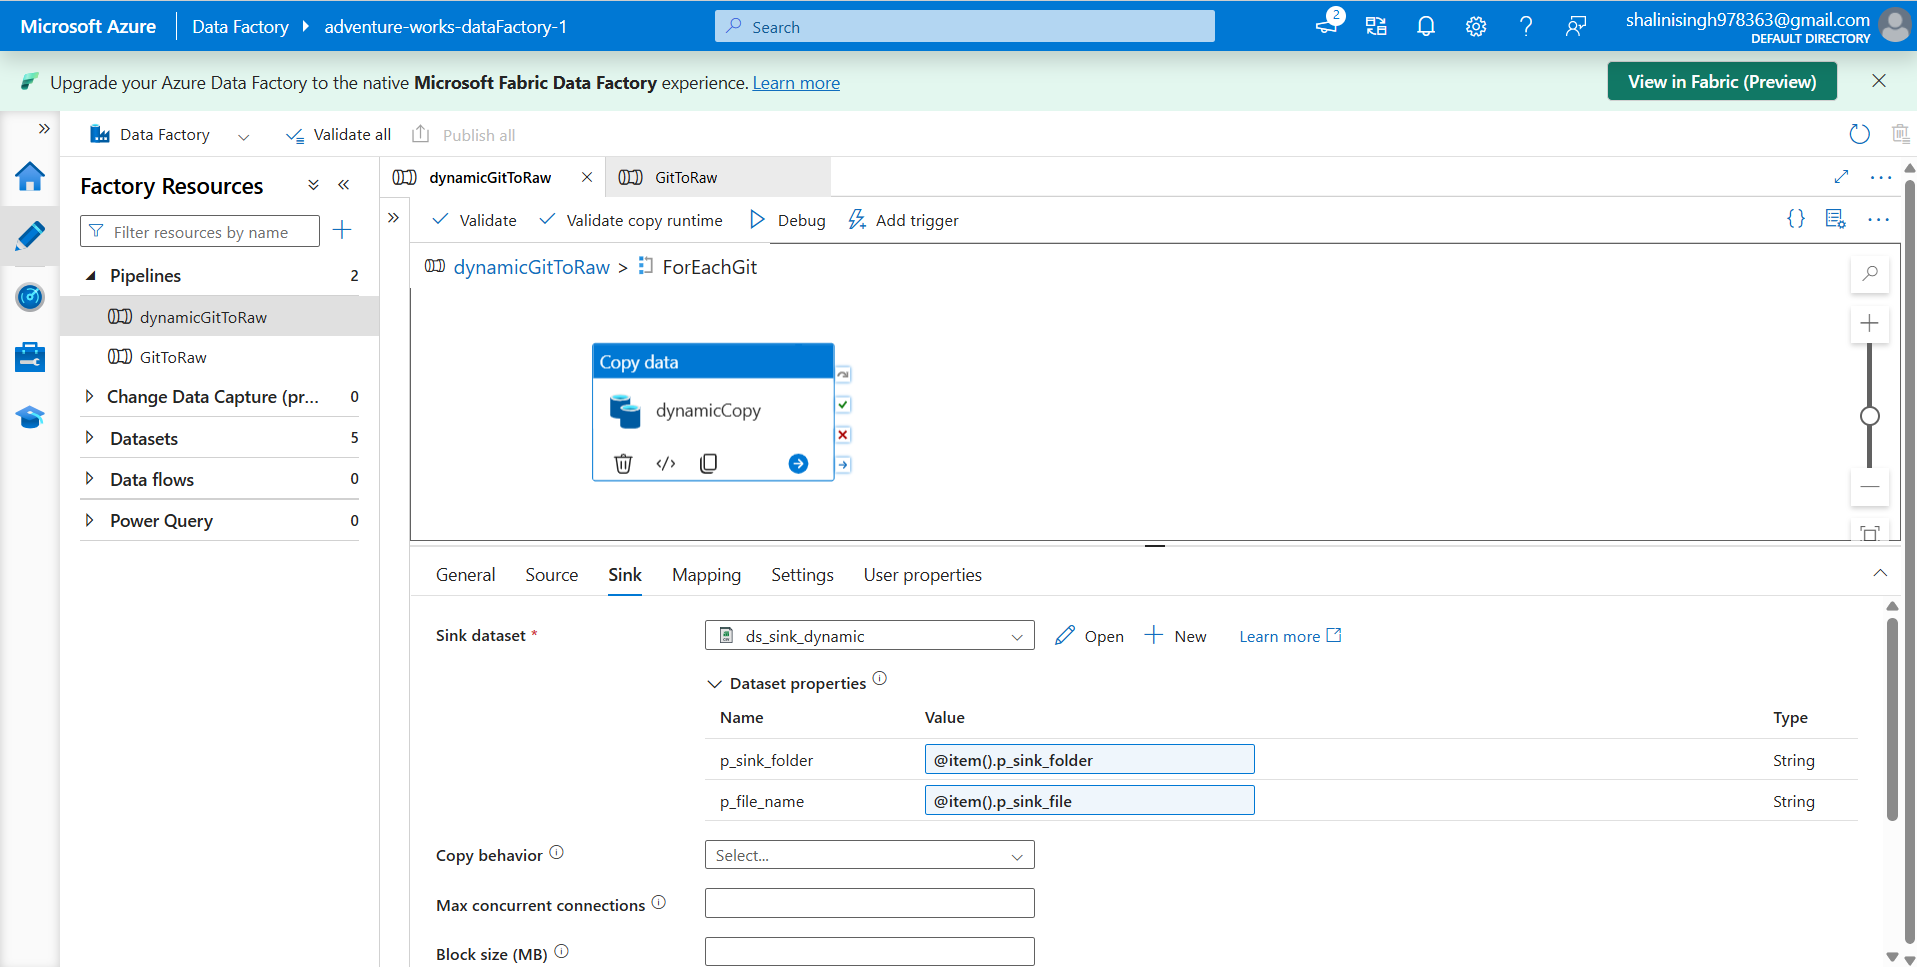 Microsoft Azure
Data Factory
adventure-works-dataFactory-1
Search
2
shalinisingh978363@gmail.com
DEFAULT DIRECTORY
Upgrade your Azure Data Factory to the native Microsoft Fabric Data Factory experience. Learn more
View in Fabric (Preview)
Data Factory
Validate all
Publish all
Factory Resources
Filter resources by name
Pipelines 2
dynamicGitToRaw
GitToRaw
Change Data Capture (pr... 0
Datasets 5
Data flows 0
Power Query 0
dynamicGitToRaw
GitToRaw
Validate
Validate copy runtime
Debug
Add trigger
dynamicGitToRaw > ForEachGit
Copy data
dynamicCopy
General
Source
Sink
Mapping
Settings
User properties
Sink dataset *
ds_sink_dynamic
Open
New
Learn more
Dataset properties
Name Value Type
p_sink_folder @item().p_sink_folder String
p_file_name @item().p_sink_file String
Copy behavior
Select...
Max concurrent connections
Block size (MB)